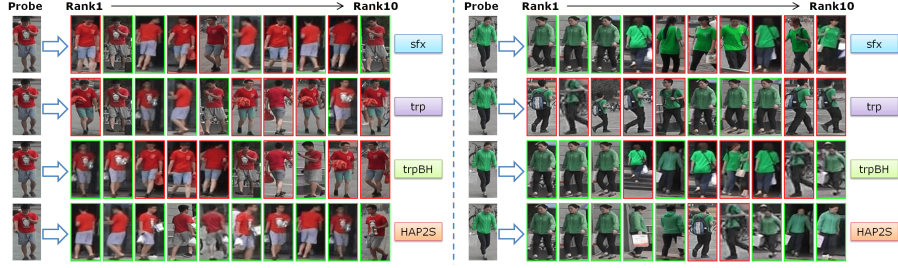 Probe Rank1 Rank10
sfx
trp
trpBH
HAP2S
Probe Rank1 Rank10
sfx
trp
trpBH
HAP2S